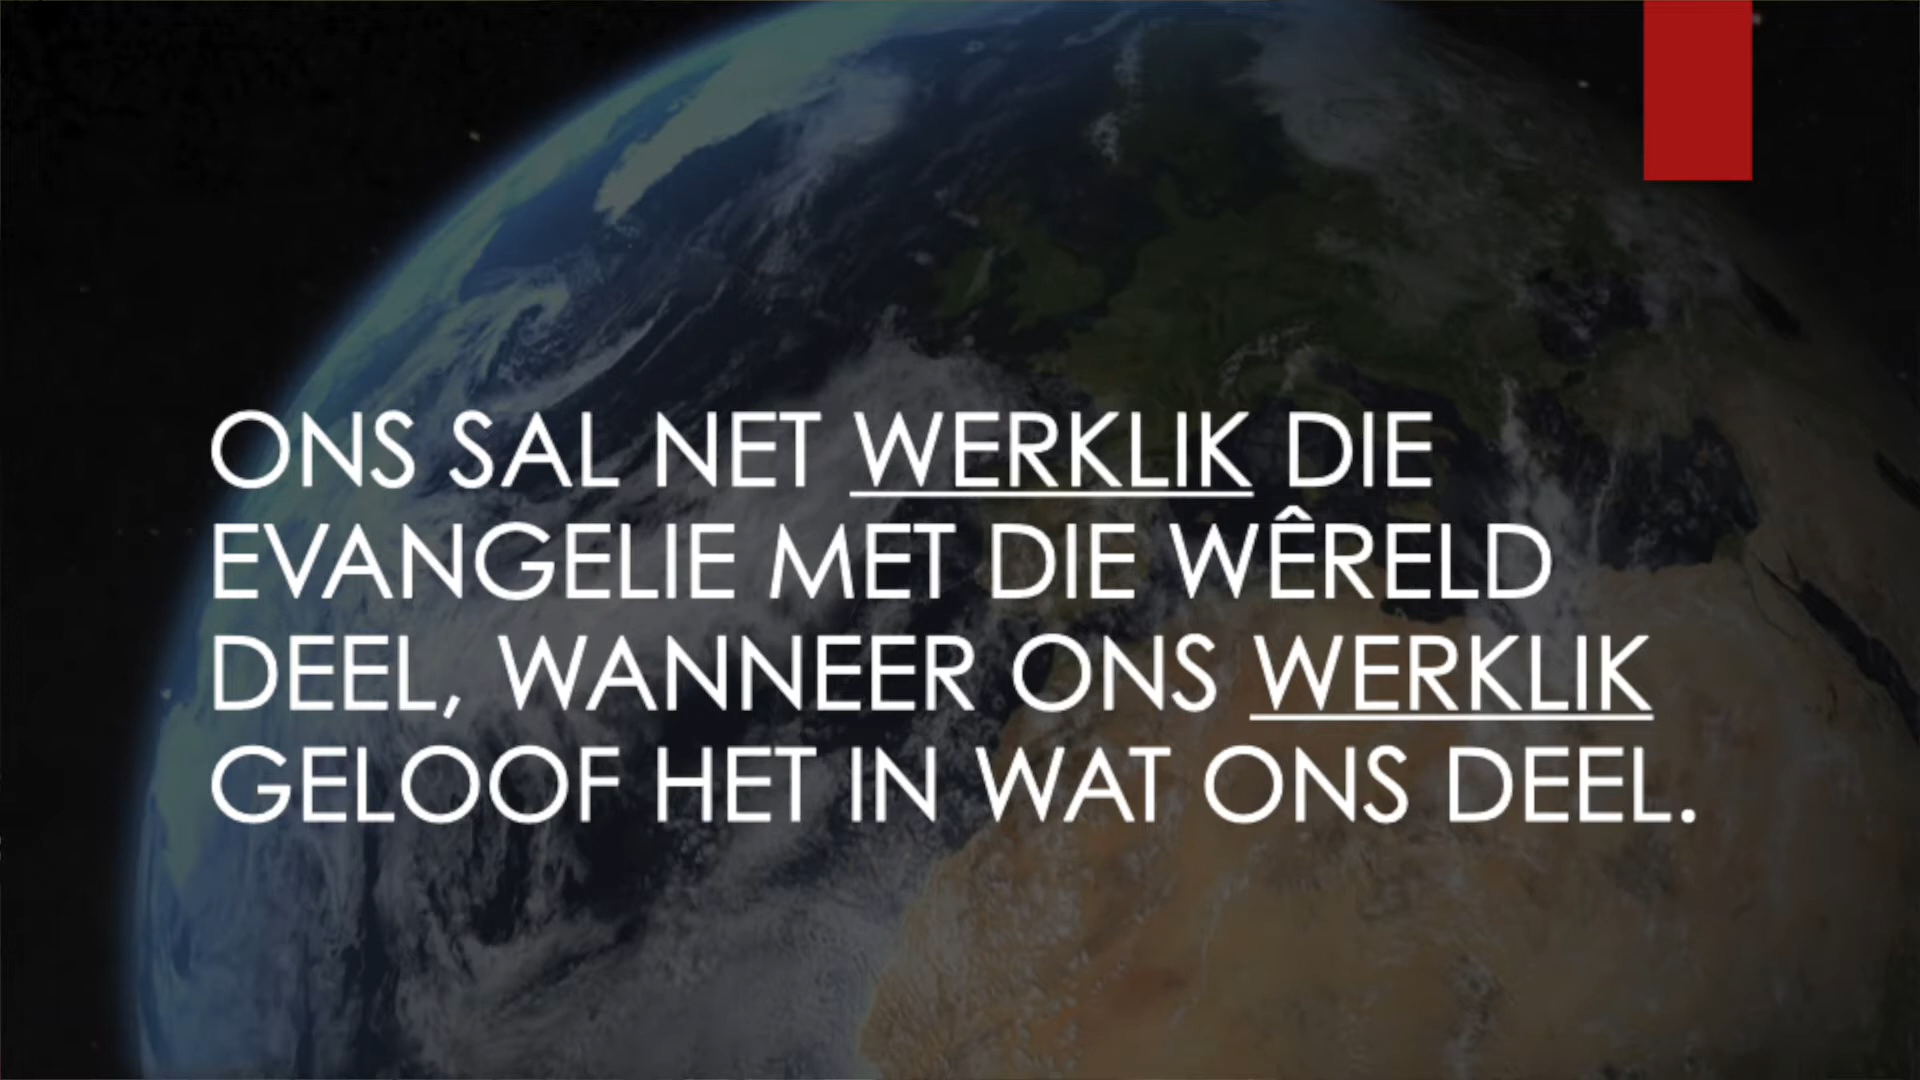 ONS SAL NET WERKLIK DIE
EVANGELIE MET DIE WÊRELD
DEEL, WANNEER ONS WERKLIK
GELOOF HET IN WAT ONS DEEL.